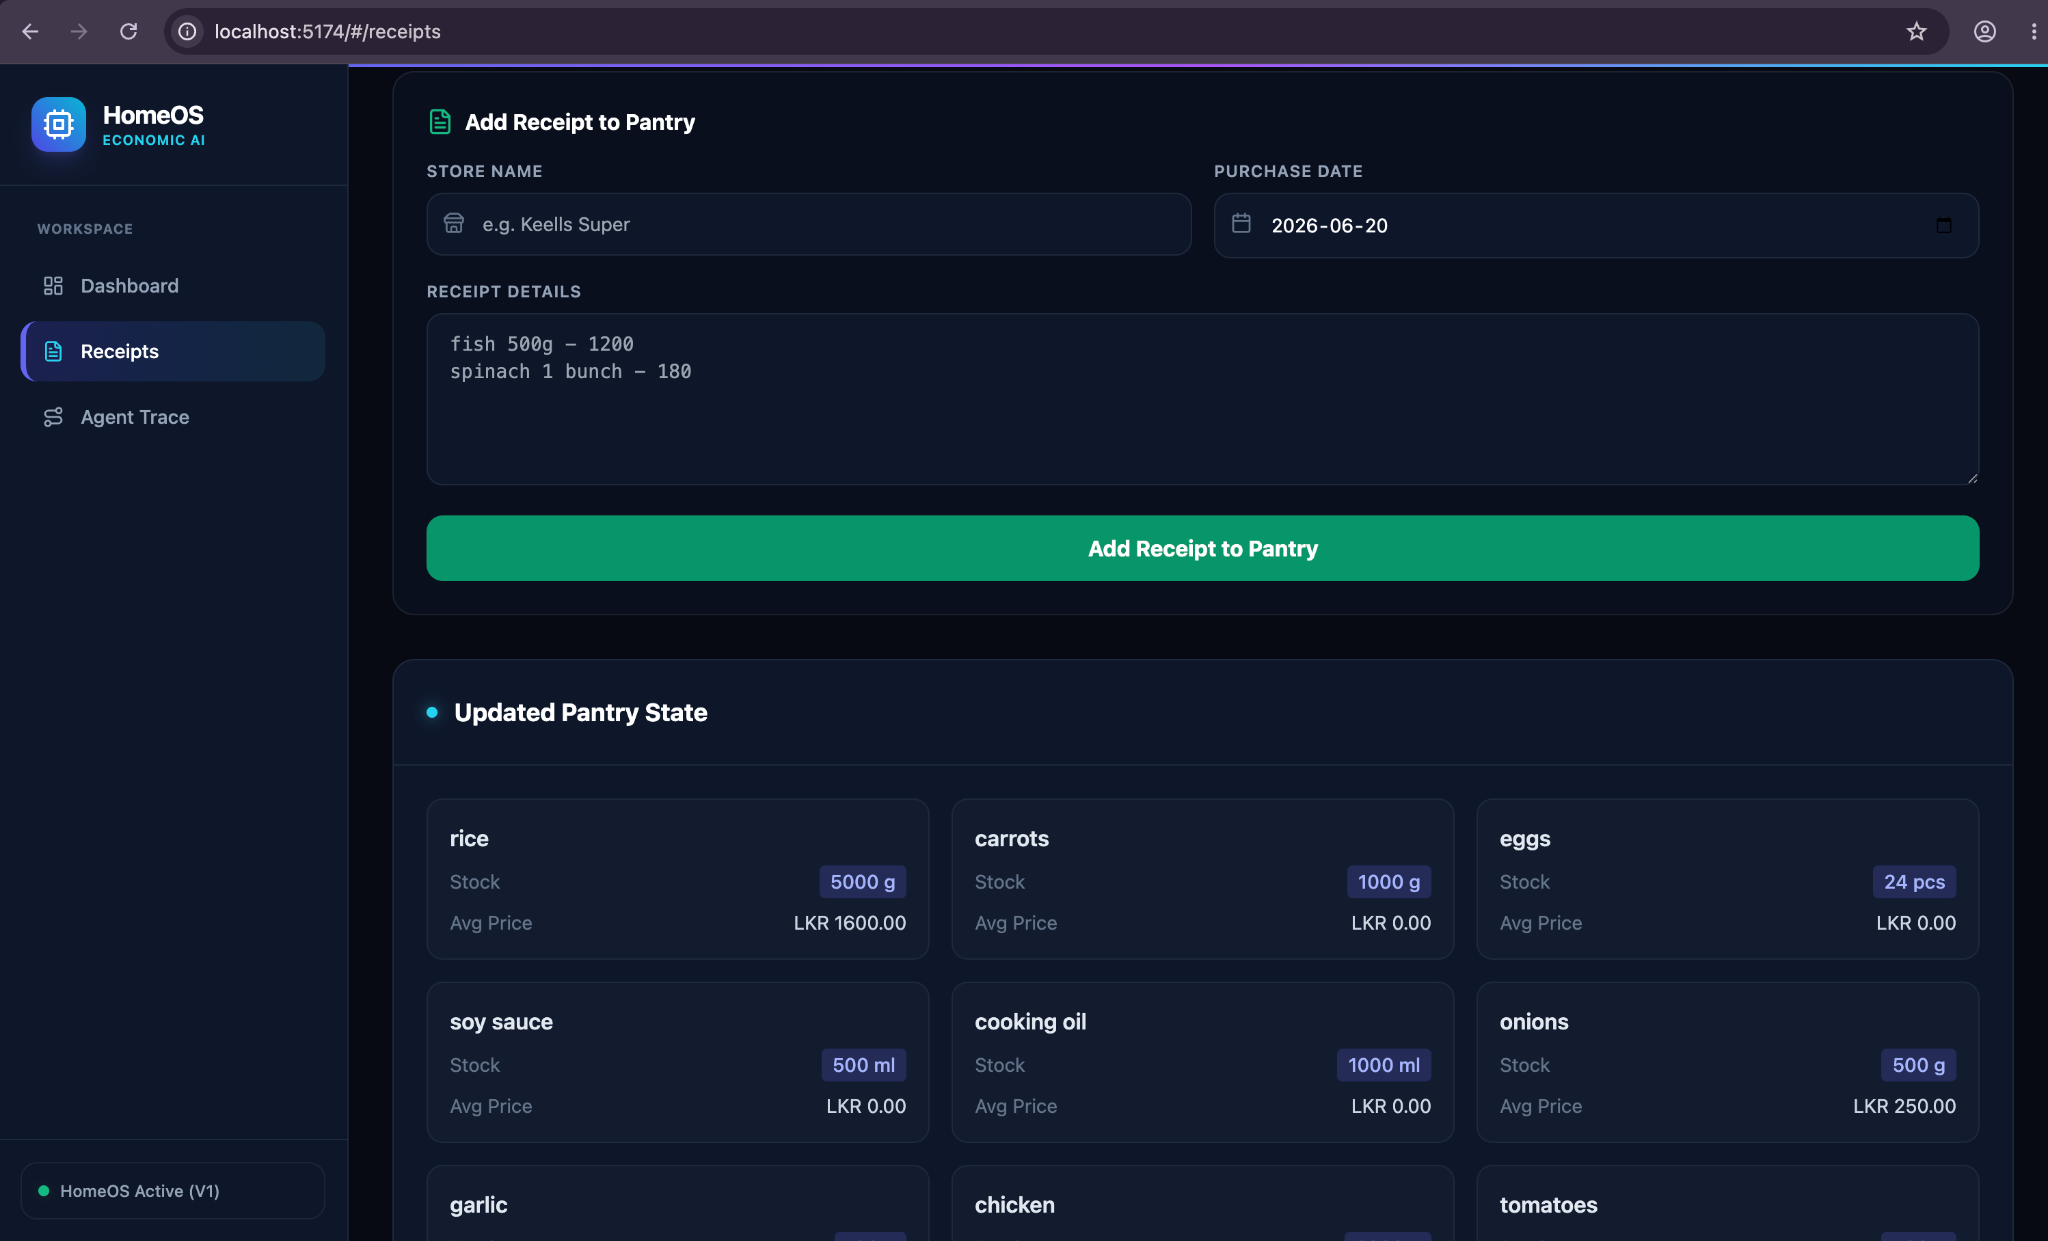 localhost:5174/#/receipts
HomeOS
ECONOMIC AI
WORKSPACE
Dashboard
Receipts
Agent Trace
HomeOS Active (V1)
Add Receipt to Pantry
STORE NAME
e.g. Keells Super
PURCHASE DATE
2026-06-20
RECEIPT DETAILS
fish 500g – 1200
spinach 1 bunch – 180
Add Receipt to Pantry
Updated Pantry State
rice
Stock 5000 g
Avg Price LKR 1600.00
carrots
Stock 1000 g
Avg Price LKR 0.00
eggs
Stock 24 pcs
Avg Price LKR 0.00
soy sauce
Stock 500 ml
Avg Price LKR 0.00
cooking oil
Stock 1000 ml
Avg Price LKR 0.00
onions
Stock 500 g
Avg Price LKR 250.00
garlic
chicken
tomatoes